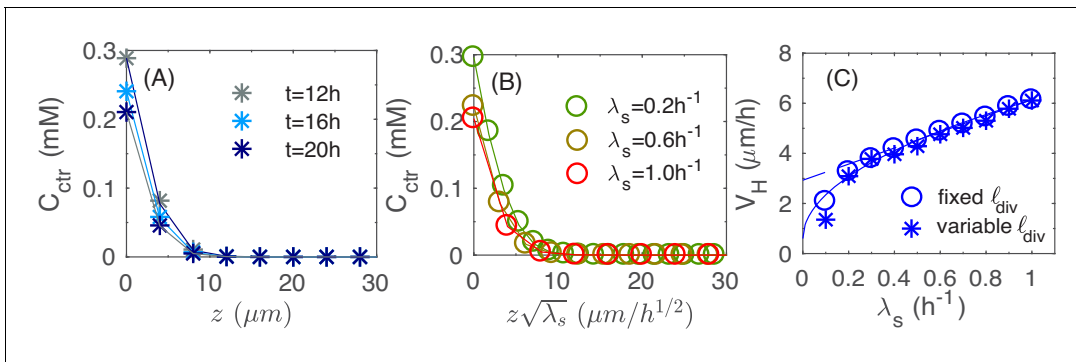 (A)
0.3
0.2
0.1
0
C_ctr (mM)
t=12h
t=16h
t=20h
0 10 20 30
z (μm)
(B)
0.3
0.2
0.1
0
C_ctr (mM)
λ_s=0.2h⁻¹
λ_s=0.6h⁻¹
λ_s=1.0h⁻¹
0 10 20 30
z√λ_s (μm/h^{1/2})
(C)
8
6
4
2
0
V_H (μm/h)
fixed ℓ_div
variable ℓ_div
0 0.2 0.4 0.6 0.8 1
λ_s (h⁻¹)